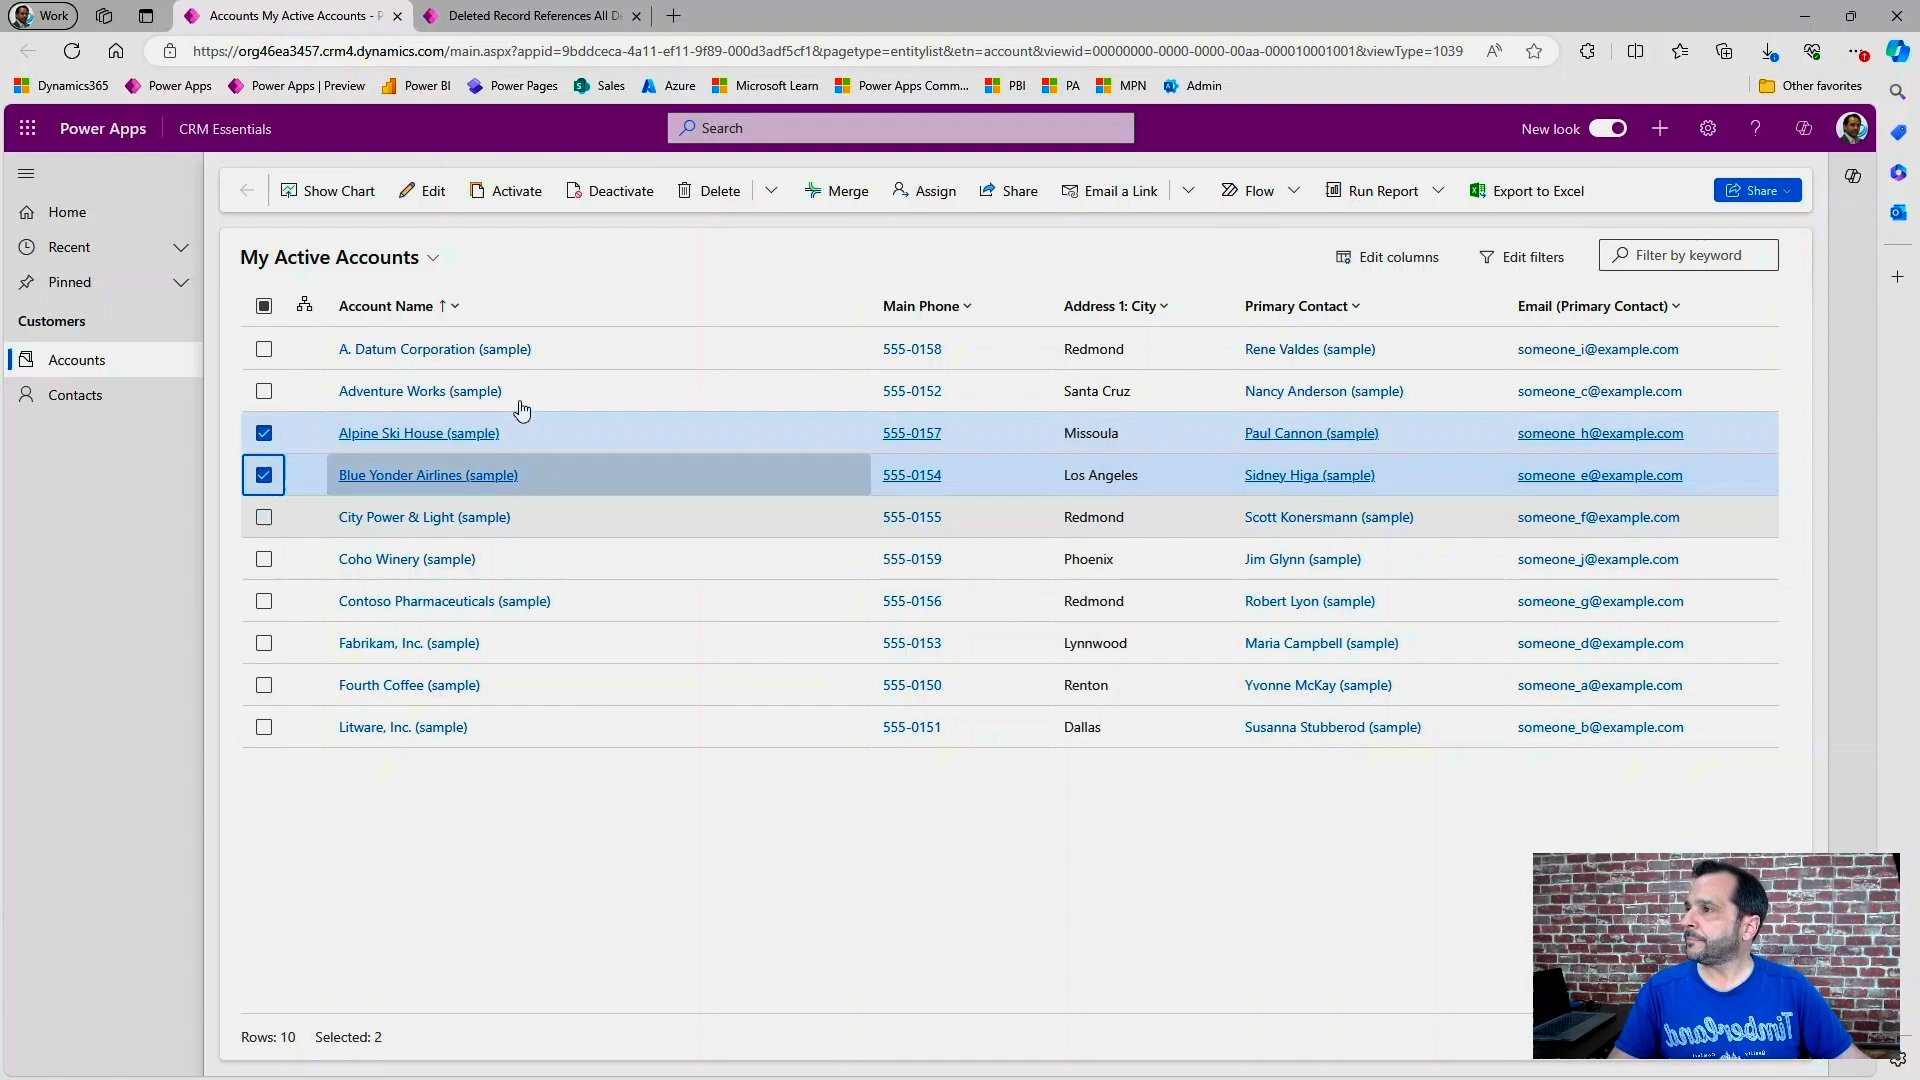 Work
Accounts My Active Accounts - P
Deleted Record References All De
https://org46ea3457.crm4.dynamics.com/main.aspx?appid=9bddceca-4a11-ef11-9f89-000d3adf5cf1&pagetype=entitylist&etn=account&viewid=00000000-0000-0000-00aa-000010001001&viewType=1039
Dynamics365 Power Apps Power Apps | Preview Power BI Power Pages Sales Azure Microsoft Learn Power Apps Comm... PBI PA MPN Admin Other favorites
Power Apps CRM Essentials Search New look
Show Chart Edit Activate Deactivate Delete Merge Assign Share Email a Link Flow Run Report Export to Excel Share
Home
Recent
Pinned
Customers
Accounts
Contacts
My Active Accounts Edit columns Edit filters Filter by keyword
Account Name ↑ Main Phone Address 1: City Primary Contact Email (Primary Contact)
A. Datum Corporation (sample) 555-0158 Redmond Rene Valdes (sample) someone_i@example.com
Adventure Works (sample) 555-0152 Santa Cruz Nancy Anderson (sample) someone_c@example.com
Alpine Ski House (sample) 555-0157 Missoula Paul Cannon (sample) someone_h@example.com
Blue Yonder Airlines (sample) 555-0154 Los Angeles Sidney Higa (sample) someone_e@example.com
City Power & Light (sample) 555-0155 Redmond Scott Konersmann (sample) someone_f@example.com
Coho Winery (sample) 555-0159 Phoenix Jim Glynn (sample) someone_j@example.com
Contoso Pharmaceuticals (sample) 555-0156 Redmond Robert Lyon (sample) someone_g@example.com
Fabrikam, Inc. (sample) 555-0153 Lynnwood Maria Campbell (sample) someone_d@example.com
Fourth Coffee (sample) 555-0150 Renton Yvonne McKay (sample) someone_a@example.com
Litware, Inc. (sample) 555-0151 Dallas Susanna Stubberod (sample) someone_b@example.com
Rows: 10 Selected: 2
Timberland